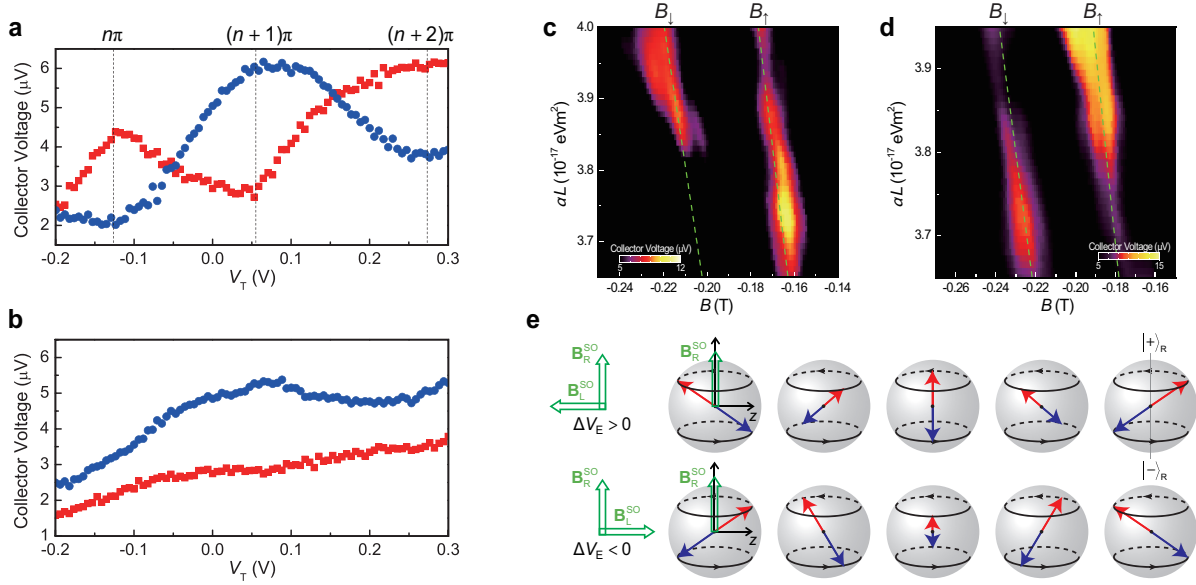 a
nπ
(n + 1)π
(n + 2)π
Collector Voltage (μV)
6
5
4
3
2
-0.2
-0.1
0.0
0.1
0.2
0.3
V_T (V)
b
Collector Voltage (μV)
6
5
4
3
2
1
-0.2
-0.1
0.0
0.1
0.2
0.3
V_T (V)
c
B↓
B↑
αL (10⁻¹⁷ eVm²)
4.0
3.9
3.8
3.7
Collector Voltage (μV)
5
12
-0.24
-0.22
-0.20
-0.18
-0.16
-0.14
B (T)
d
B↓
B↑
αL (10⁻¹⁷ eVm²)
4.0
3.9
3.8
3.7
Collector Voltage (μV)
5
15
-0.26
-0.24
-0.22
-0.20
-0.18
-0.16
B (T)
e
B_R^SO
B_L^SO
ΔV_E > 0
B_R^SO
z
|+⟩_R
B_R^SO
B_L^SO
ΔV_E < 0
B_R^SO
z
|−⟩_R